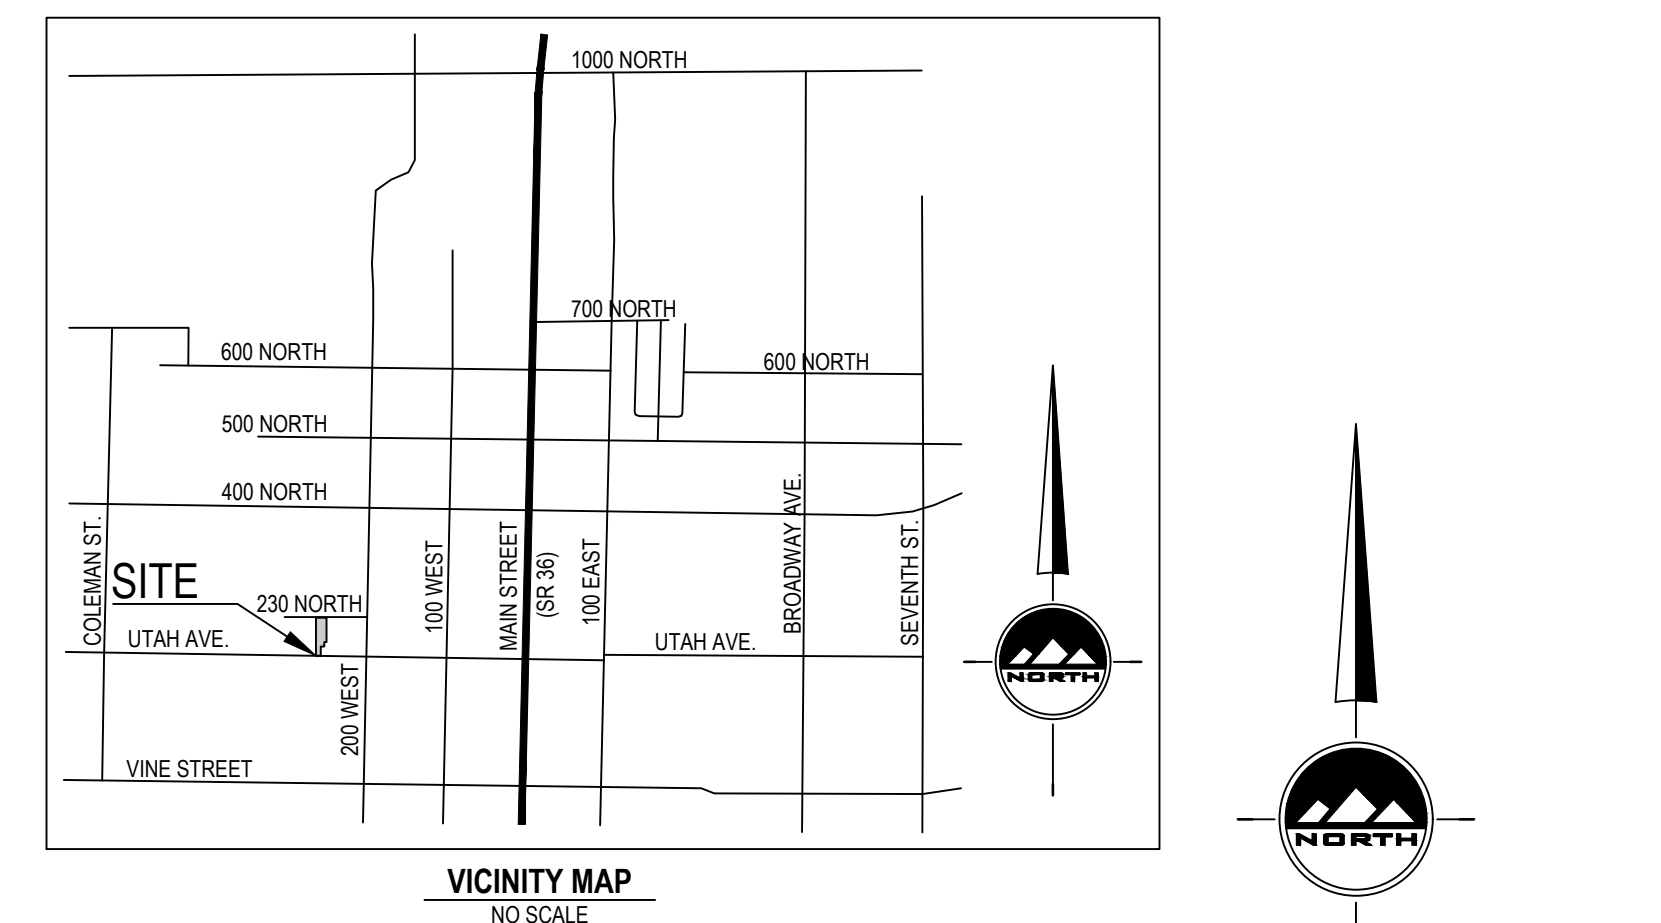 1000 NORTH
700 NORTH
600 NORTH
600 NORTH
500 NORTH
400 NORTH
COLEMAN ST.
SITE
230 NORTH
UTAH AVE.
200 WEST
100 WEST
MAIN STREET
(SR 36)
100 EAST
UTAH AVE.
BROADWAY AVE.
SEVENTH ST.
VINE STREET
NORTH
NORTH
VICINITY MAP
NO SCALE